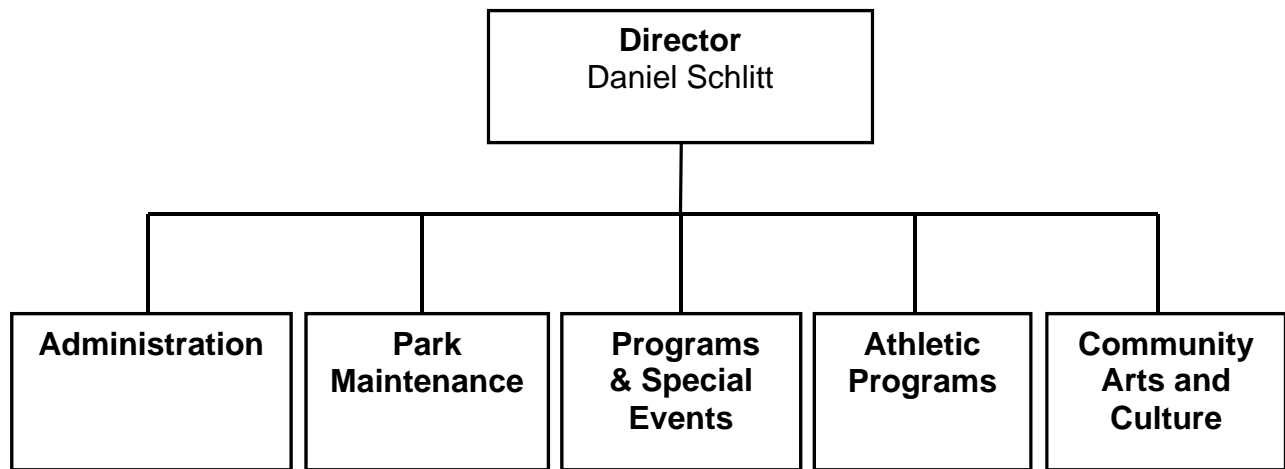 Director
Daniel Schlitt
Administration
Park
Maintenance
Programs
& Special
Events
Athletic
Programs
Community
Arts and
Culture